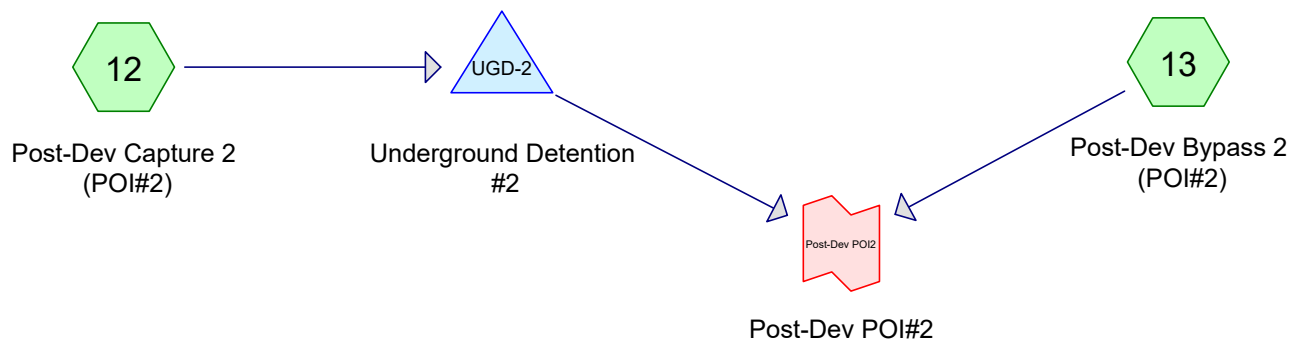 12
Post-Dev Capture 2
(POI#2)
UGD-2
Underground Detention
#2
13
Post-Dev Bypass 2
(POI#2)
Post-Dev POI2
Post-Dev POI#2